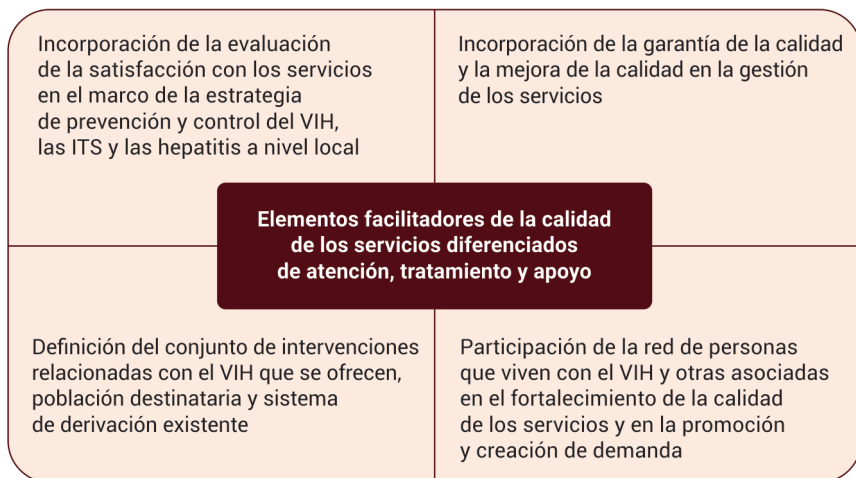 Incorporación de la evaluación
de la satisfacción con los servicios
en el marco de la estrategia
de prevención y control del VIH,
las ITS y las hepatitis a nivel local
Incorporación de la garantía de la calidad
y la mejora de la calidad en la gestión
de los servicios
Elementos facilitadores de la calidad
de los servicios diferenciados
de atención, tratamiento y apoyo
Definición del conjunto de intervenciones
relacionadas con el VIH que se ofrecen,
población destinataria y sistema
de derivación existente
Participación de la red de personas
que viven con el VIH y otras asociadas
en el fortalecimiento de la calidad
de los servicios y en la promoción
y creación de demanda